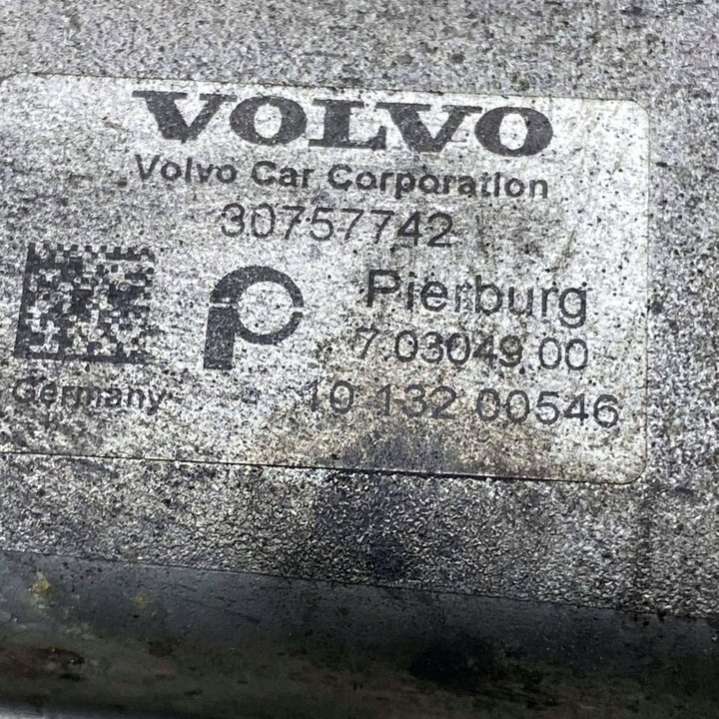 VOLVO
Volvo Car Corporation
30757742
Pierburg
7.03049.00
Germany
10 132 00546